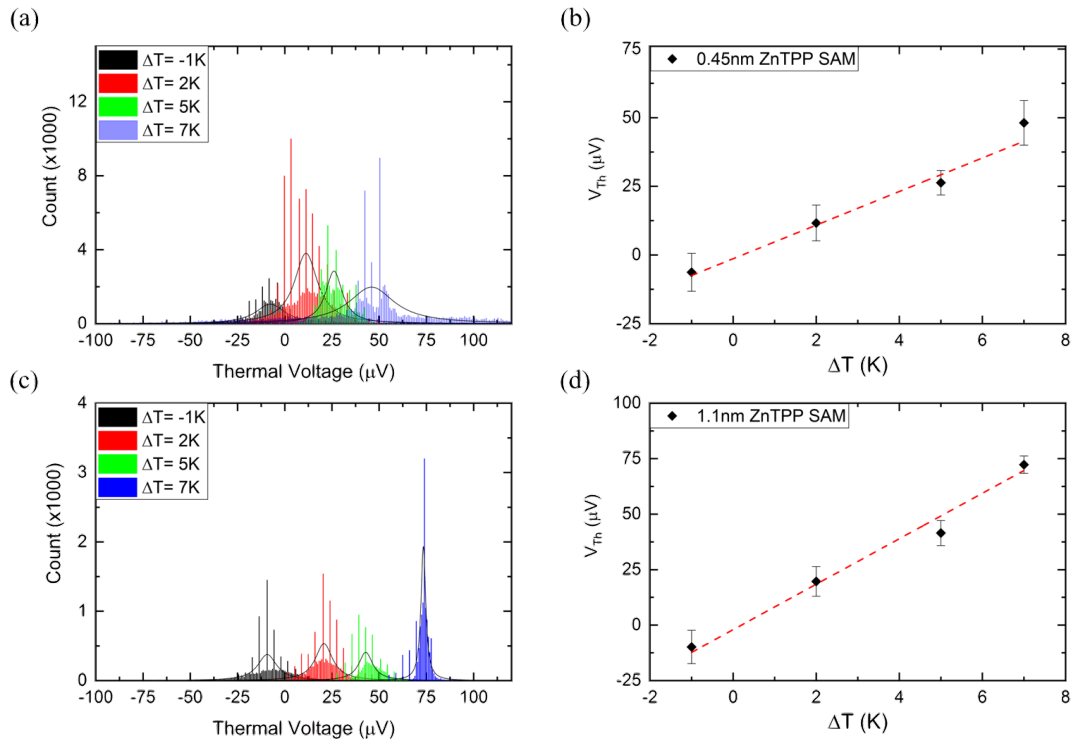 (a)
ΔT= -1K
ΔT= 2K
ΔT= 5K
ΔT= 7K
Count (x1000)
12
8
4
0
-100 -75 -50 -25 0 25 50 75 100
Thermal Voltage (μV)
(b)
0.45nm ZnTPP SAM
V_Th (μV)
75
50
25
0
-25
-2 0 2 4 6 8
ΔT (K)
(c)
ΔT= -1K
ΔT= 2K
ΔT= 5K
ΔT= 7K
Count (x1000)
4
3
2
1
0
-100 -75 -50 -25 0 25 50 75 100
Thermal Voltage (μV)
(d)
1.1nm ZnTPP SAM
V_Th (μV)
100
75
50
25
0
-25
-2 0 2 4 6 8
ΔT (K)